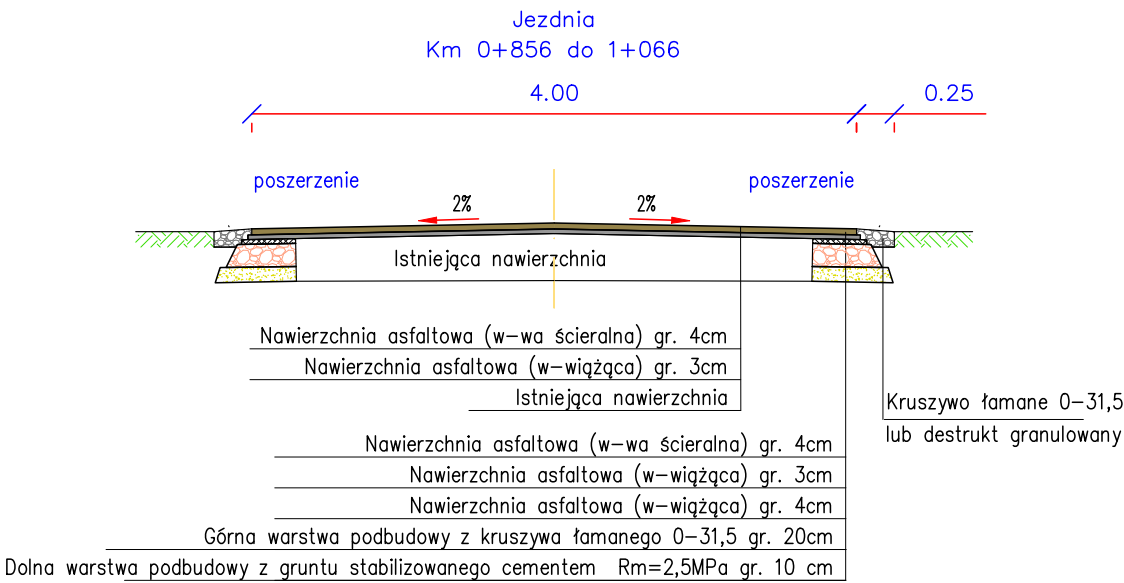 Jezdnia
Km 0+856 do 1+066
4.00
0.25
poszerzenie
poszerzenie
2%
2%
Istniejąca nawierzchnia
Nawierzchnia asfaltowa (w-wa ścieralna) gr. 4cm
Nawierzchnia asfaltowa (w-wiążąca) gr. 3cm
Istniejąca nawierzchnia
Kruszywo łamane 0-31,5
lub destrukt granulowany
Nawierzchnia asfaltowa (w-wa ścieralna) gr. 4cm
Nawierzchnia asfaltowa (w-wiążąca) gr. 3cm
Nawierzchnia asfaltowa (w-wiążąca) gr. 4cm
Górna warstwa podbudowy z kruszywa łamanego 0-31,5 gr. 20cm
Dolna warstwa podbudowy z gruntu stabilizowanego cementem Rm=2,5MPa gr. 10 cm